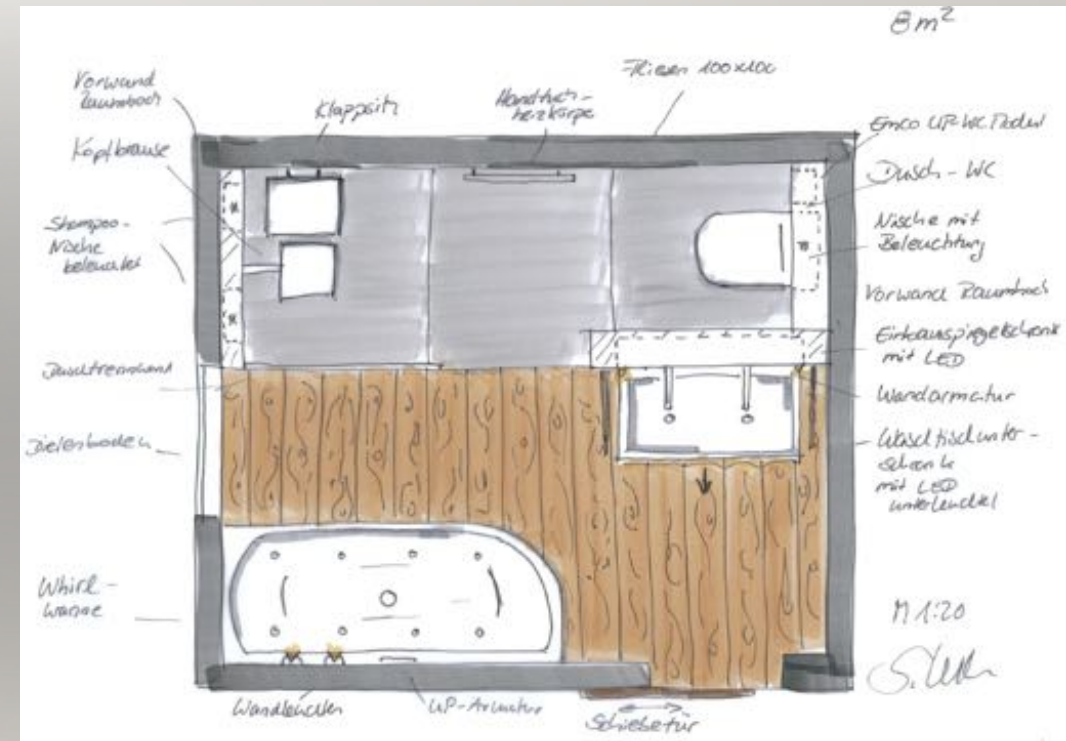 8m²
Fliesen 100x100
Vorwand
Raumhoch
Klappsitz
Handtuch-
heizkörper
Emco UP-WC Modul
Kopfbrause
Dusch-WC
Shampoo-
Nische
beleuchtet
Nische mit
Beleuchtung
Vorwand Raumhoch
Einbauspiegelschrank
mit LED
Duschtrennwand
Wandarmatur
Dielenboden
Waschtischunter-
schrank
mit LED
unterleuchtet
Whirl-
wanne
M 1:20
Wandleuchten
UP-Armatur
Schiebetür